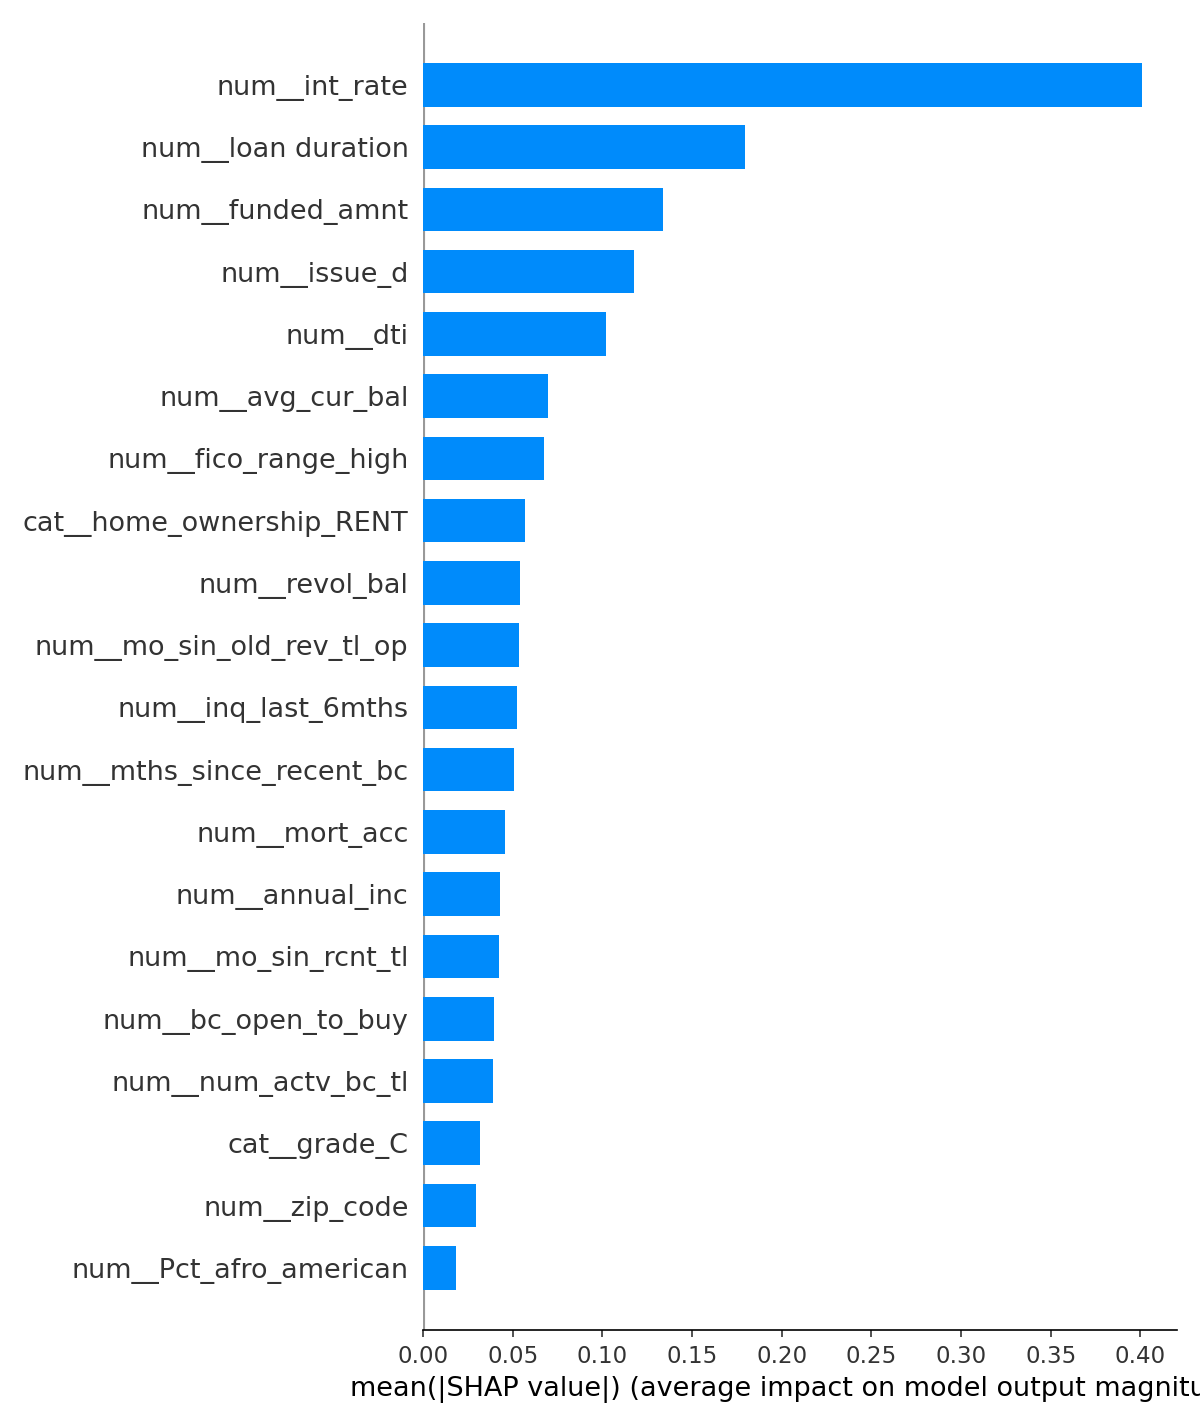 num__int_rate
num__loan duration
num__funded_amnt
num__issue_d
num__dti
num__avg_cur_bal
num__fico_range_high
cat__home_ownership_RENT
num__revol_bal
num__mo_sin_old_rev_tl_op
num__inq_last_6mths
num__mths_since_recent_bc
num__mort_acc
num__annual_inc
num__mo_sin_rcnt_tl
num__bc_open_to_buy
num__num_actv_bc_tl
cat__grade_C
num__zip_code
num__Pct_afro_american
0.00 0.05 0.10 0.15 0.20 0.25 0.30 0.35 0.40
mean(|SHAP value|) (average impact on model output magnitu